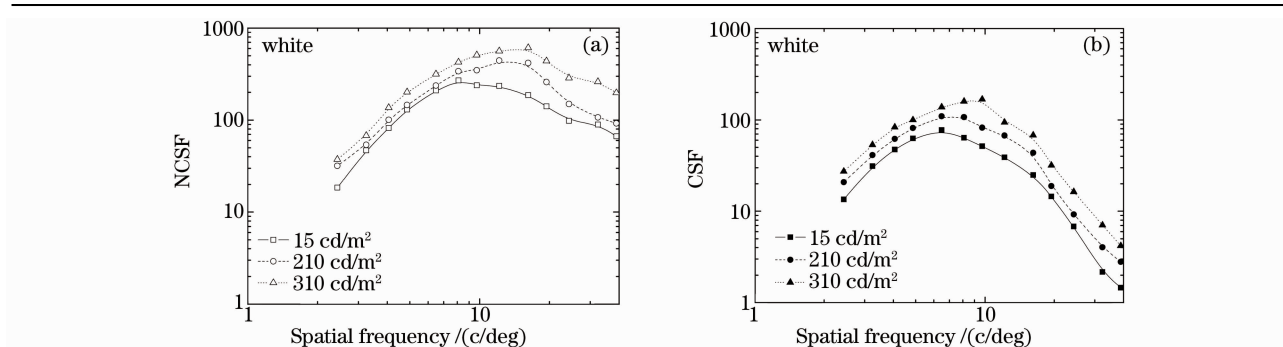 1000
white
(a)
100
NCSF
10
15 cd/m²
210 cd/m²
310 cd/m²
1
1
10
Spatial frequency /(c/deg)
1000
white
(b)
100
CSF
10
15 cd/m²
210 cd/m²
310 cd/m²
1
1
10
Spatial frequency /(c/deg)